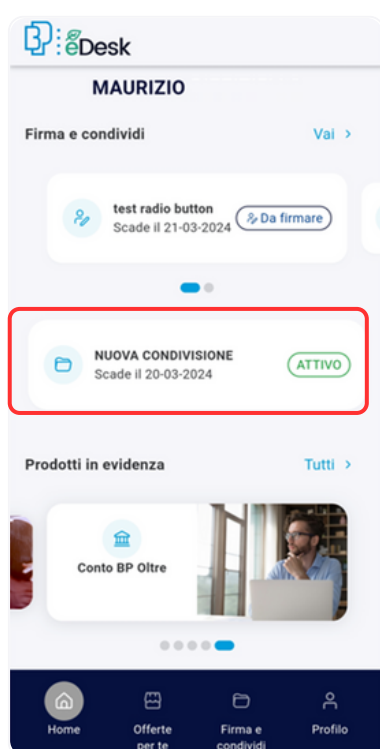 eDesk
MAURIZIO
Firma e condividi
Vai >
test radio button
Scade il 21-03-2024
Da firmare
NUOVA CONDIVISIONE
Scade il 20-03-2024
ATTIVO
Prodotti in evidenza
Tutti >
Conto BP Oltre
Home
Offerte
per te
Firma e
condividi
Profilo